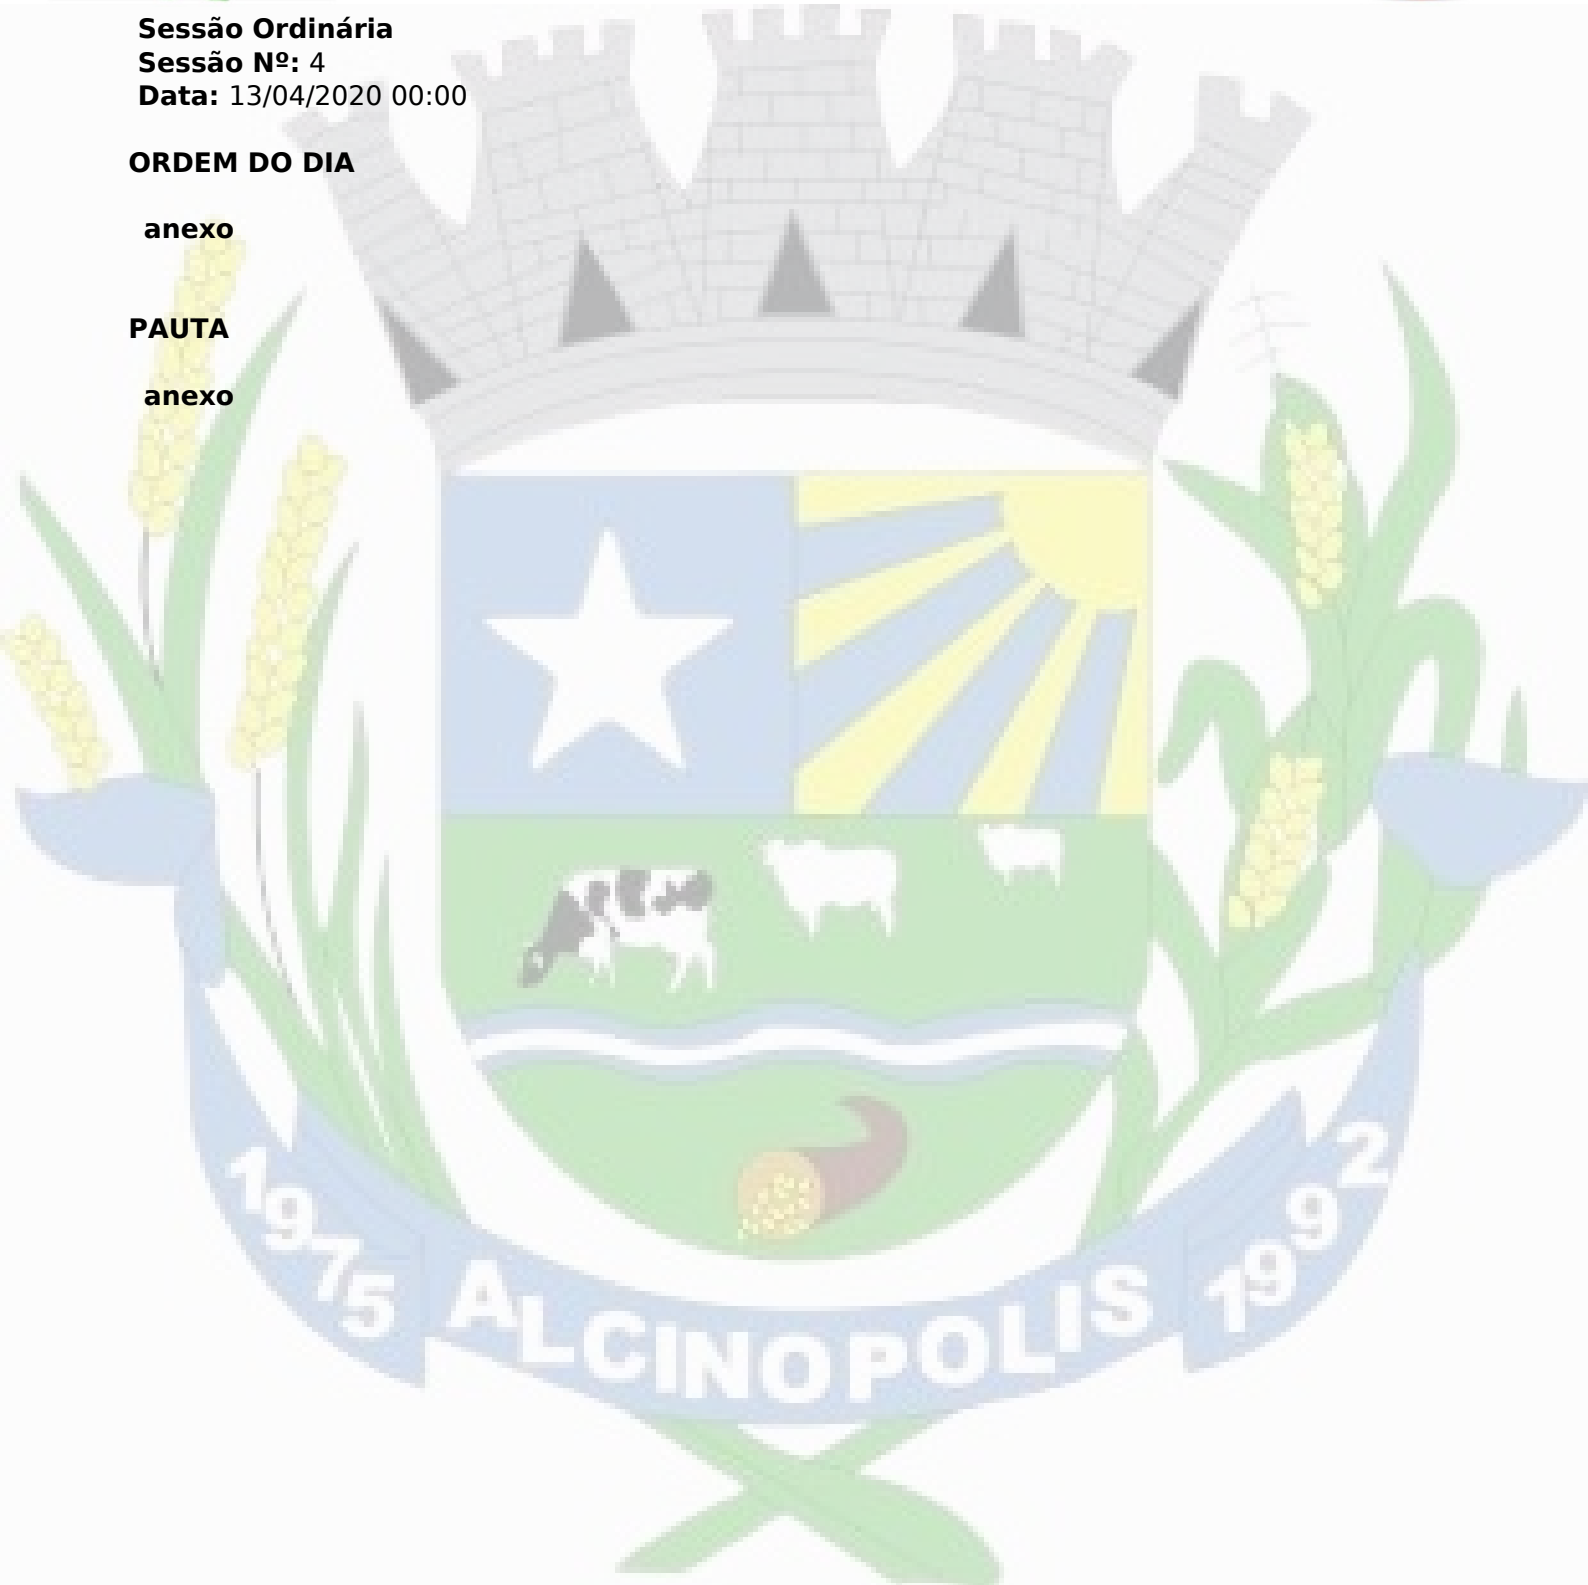 Sessão Ordinária
Sessão Nº: 4
Data: 13/04/2020 00:00
ORDEM DO DIA
anexo
PAUTA
anexo
1975 ALCINOPOLIS 1992